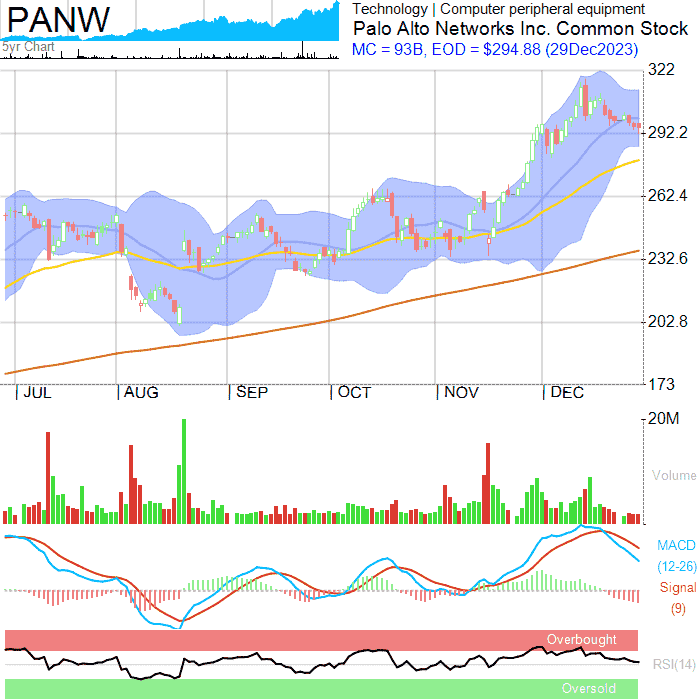 PANW
5yr Chart
Technology | Computer peripheral equipment
Palo Alto Networks Inc. Common Stock
MC = 93B, EOD = $294.88 (29Dec2023)
322
292.2
262.4
232.6
202.8
173
JUL AUG SEP OCT NOV DEC
20M
Volume
MACD
(12-26)
Signal
(9)
Overbought
RSI(14)
Oversold